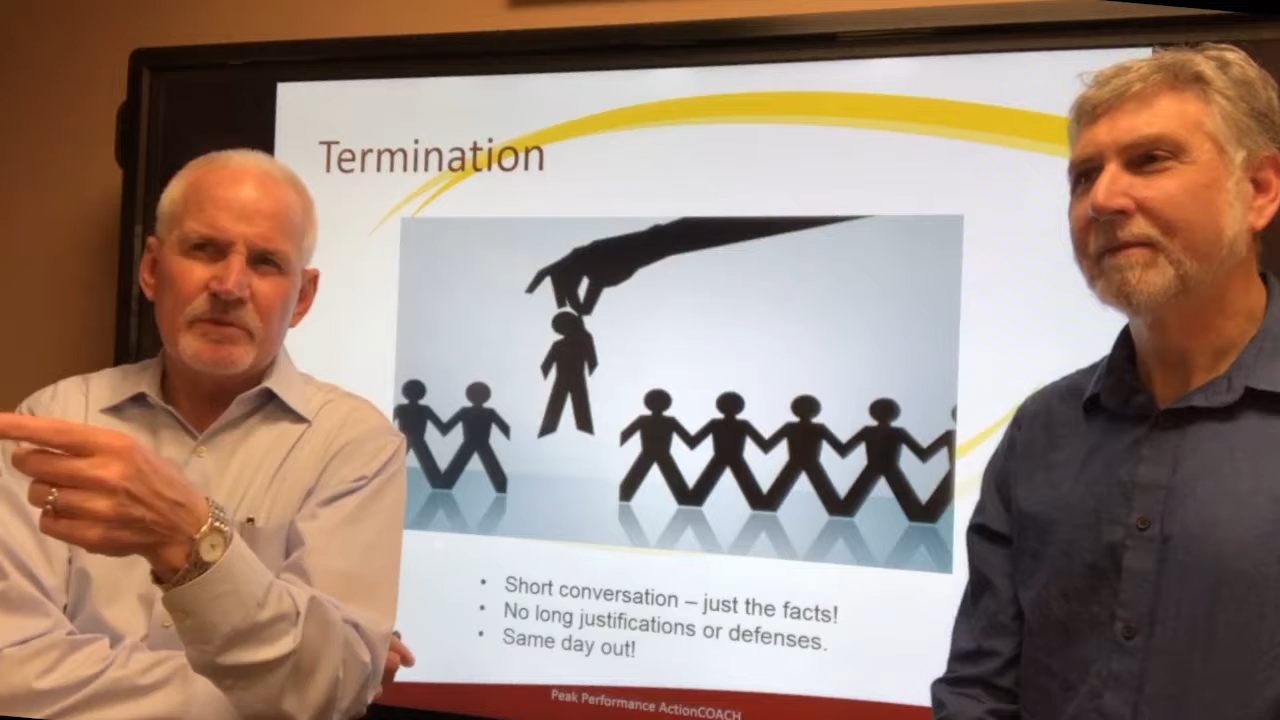 Termination
• Short conversation – just the facts!
• No long justifications or defenses.
• Same day out!
Peak Performance ActionCOACH